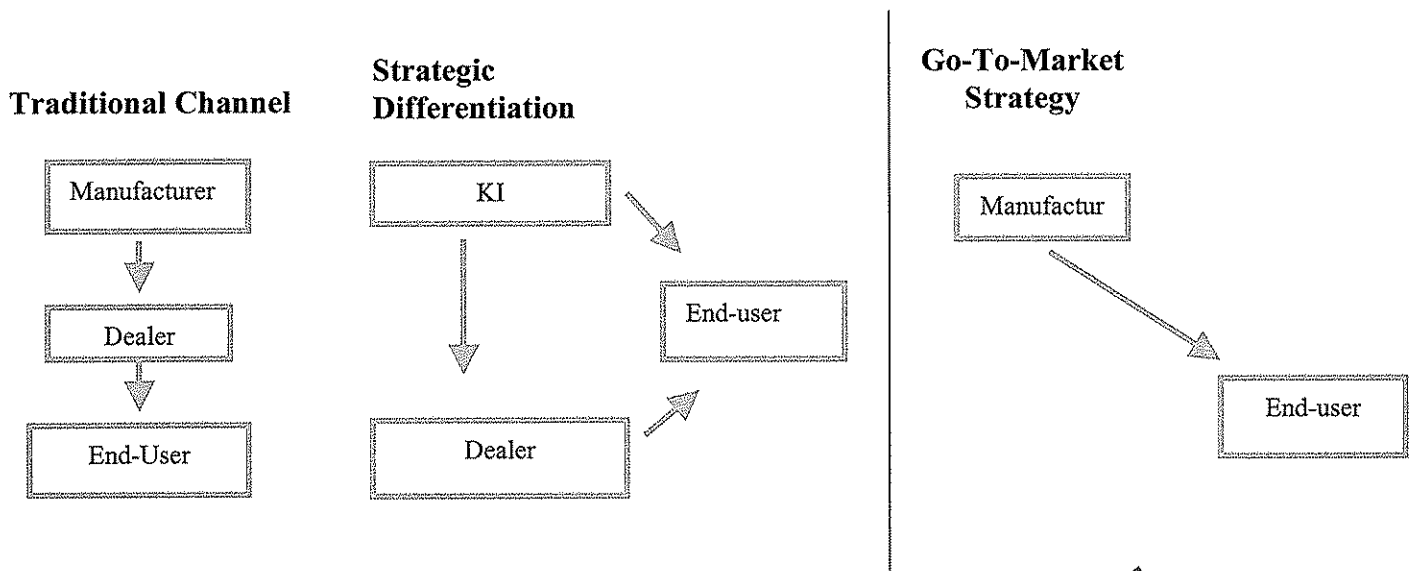 Traditional Channel
Manufacturer
Dealer
End-User
Strategic
Differentiation
KI
End-user
Dealer
Go-To-Market
Strategy
Manufactur
End-user